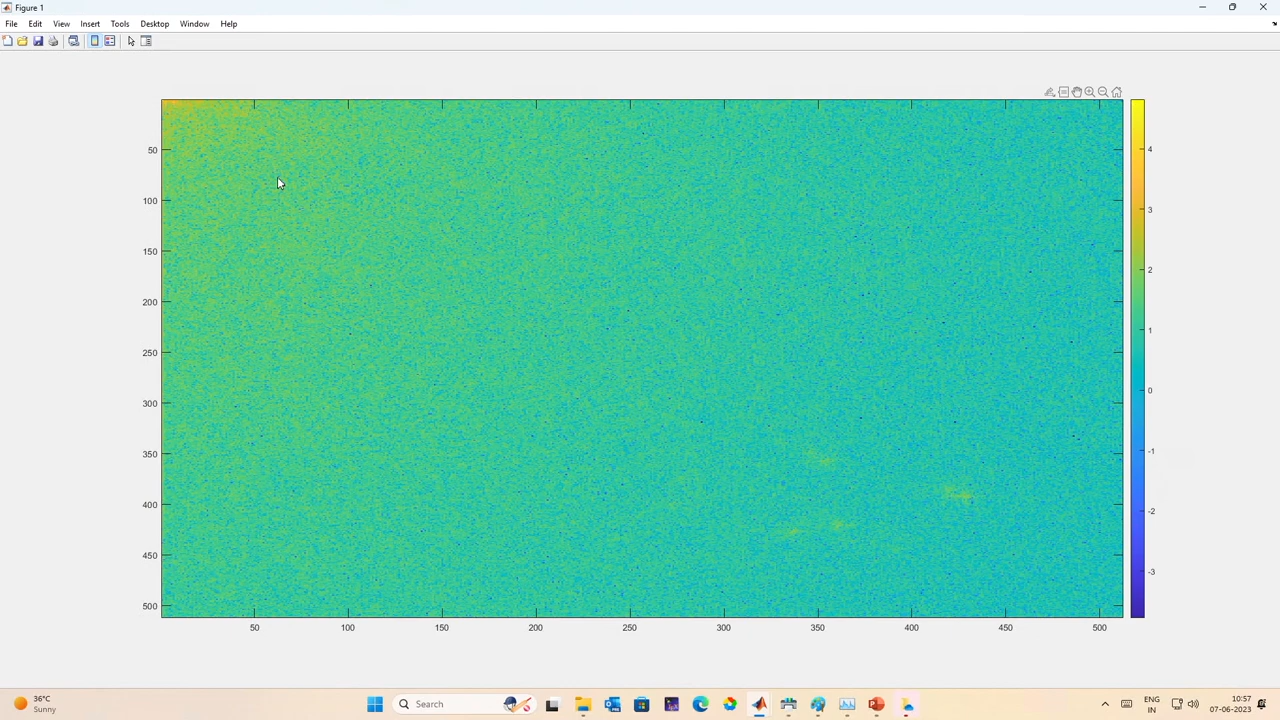 Figure 1
File Edit View Insert Tools Desktop Window Help
50
100
150
200
250
300
350
400
450
500
50 100 150 200 250 300 350 400 450 500
4
3
2
1
0
-1
-2
-3
36°C
Sunny
Search
ENG
IN
10:57
07-06-2023